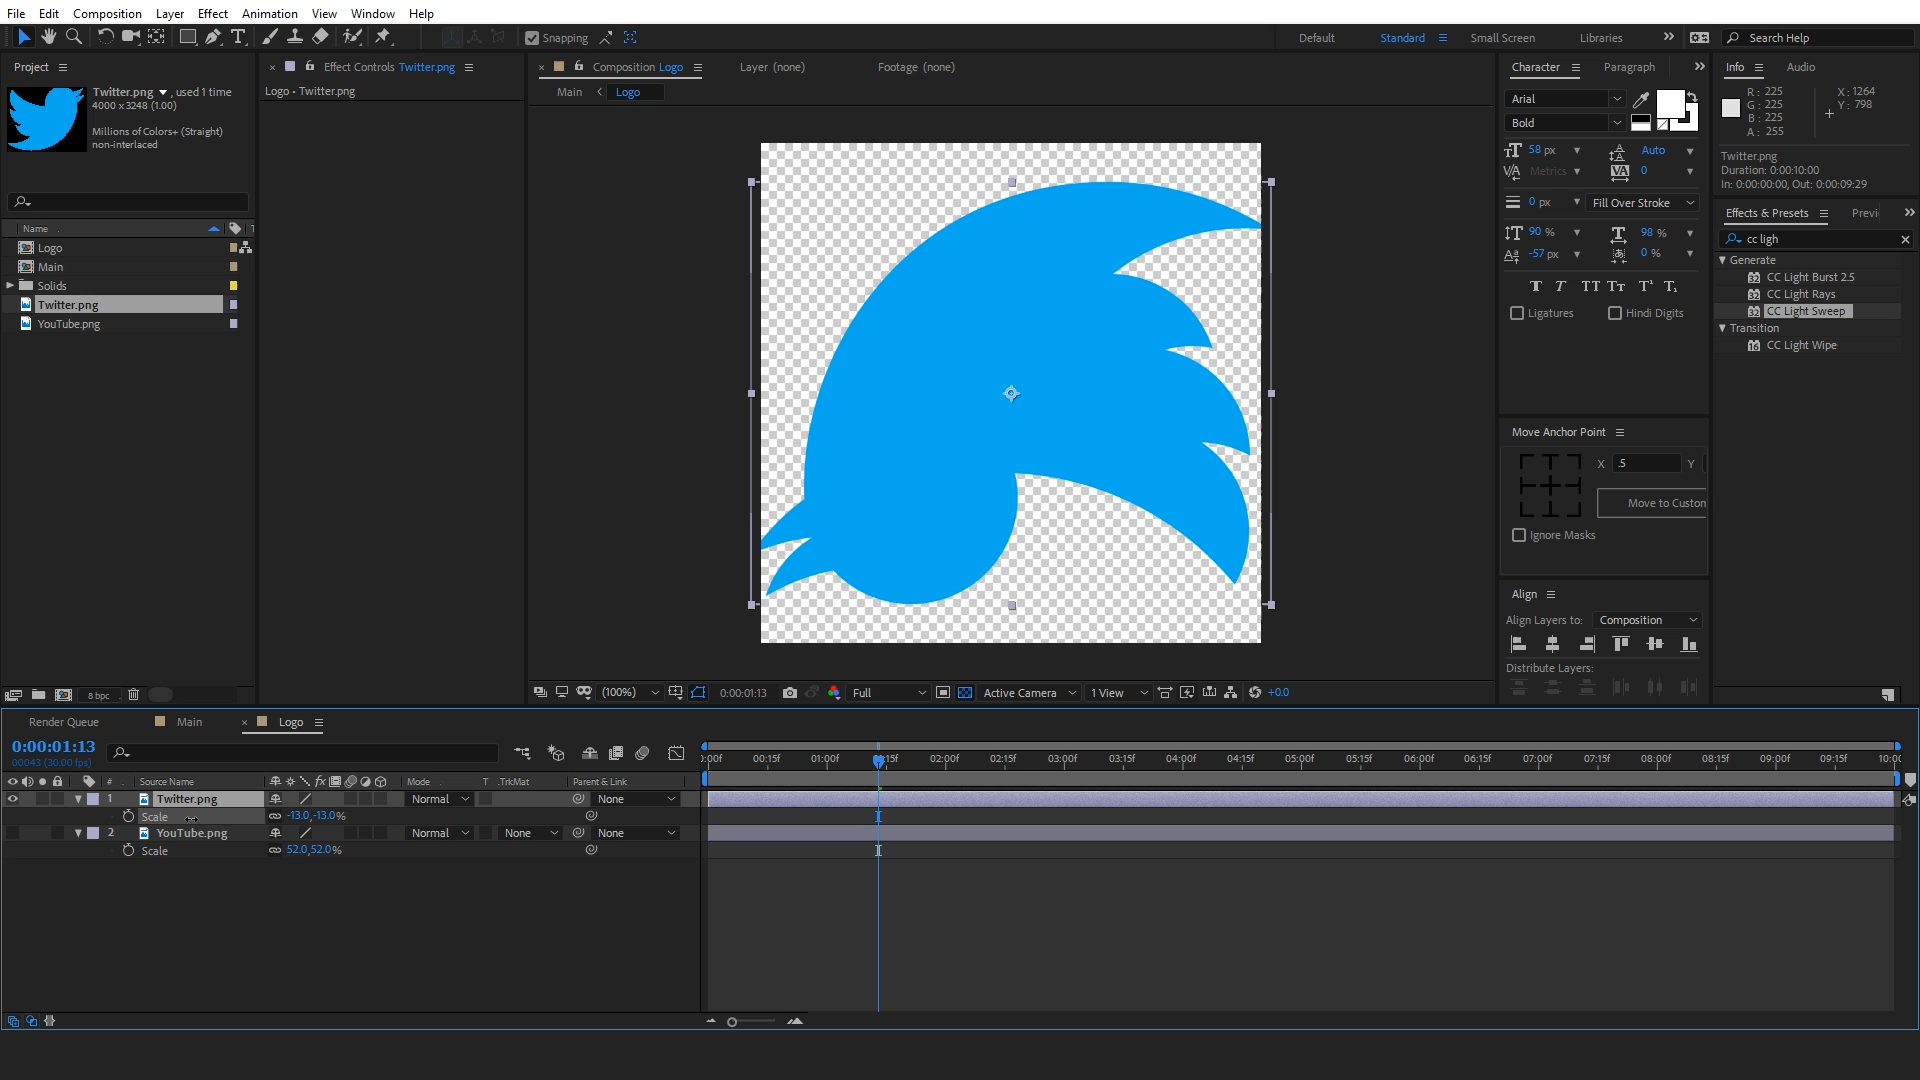 File Edit Composition Layer Effect Animation View Window Help
Snapping
Default Standard Small Screen Libraries Search Help
Project
Effect Controls Twitter.png
Composition Logo
Layer (none)
Footage (none)
Character Paragraph
Info Audio
Twitter.png , used 1 time
4000 x 3248 (1.00)
Millions of Colors+ (Straight)
non-interlaced
Logo • Twitter.png
Main Logo
Arial
Bold
R: 225
G: 225
B: 225
A: 255
X: 1264
Y: 798
58 px Auto
Metrics 0
Twitter.png
Duration: 0:00:10:00
In: 0:00:00:00, Out: 0:00:09:29
0 px Fill Over Stroke
Effects & Presets Previ
90 % 98 %
-57 px 0 %
cc ligh
Name
Logo
Main
Solids
Twitter.png
YouTube.png
Generate
CC Light Burst 2.5
CC Light Rays
CC Light Sweep
Transition
CC Light Wipe
Ligatures Hindi Digits
Move Anchor Point
X .5 Y
Move to Custom
Ignore Masks
Align
Align Layers to: Composition
Distribute Layers:
8 bpc
(100%) 0:00:01:13 Full Active Camera 1 View +0.0
Render Queue Main Logo
0:00:01:13
00043 (30.00 fps)
:00f 00:15f 01:00f :15f 02:00f 02:15f 03:00f 03:15f 04:00f 04:15f 05:00f 05:15f 06:00f 06:15f 07:00f 07:15f 08:00f 08:15f 09:00f 09:15f 10:00
# Source Name Mode T .TrkMat Parent & Link
1 Twitter.png Normal None
Scale -13.0,-13.0%
2 YouTube.png Normal None None
Scale 52.0,52.0%